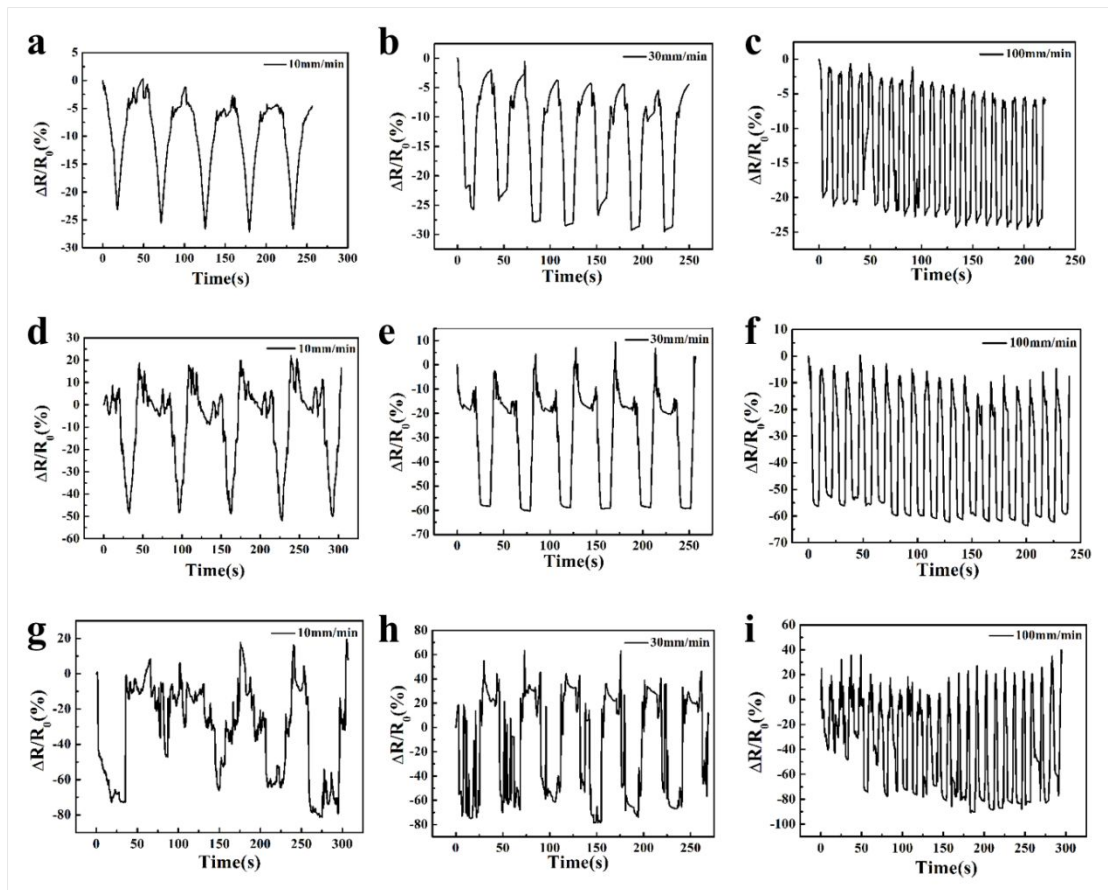 a
10mm/min
5
0
-5
-10
-15
-20
-25
-30
ΔR/R0(%)
0 50 100 150 200 250 300
Time(s)
b
30mm/min
0
-5
-10
-15
-20
-25
-30
ΔR/R0(%)
0 50 100 150 200 250
Time(s)
c
100mm/min
0
-5
-10
-15
-20
-25
ΔR/R0(%)
0 50 100 150 200 250
Time(s)
d
10mm/min
30
20
10
0
-10
-20
-30
-40
-50
-60
ΔR/R0(%)
0 50 100 150 200 250 300
Time(s)
e
30mm/min
10
0
-10
-20
-30
-40
-50
-60
-70
ΔR/R0(%)
0 50 100 150 200 250
Time(s)
f
100mm/min
10
0
-10
-20
-30
-40
-50
-60
-70
ΔR/R0(%)
0 50 100 150 200 250
Time(s)
g
10mm/min
20
0
-20
-40
-60
-80
ΔR/R0(%)
0 50 100 150 200 250 300
Time(s)
h
30mm/min
80
60
40
20
0
-20
-40
-60
-80
ΔR/R0(%)
0 50 100 150 200 250
Time(s)
i
100mm/min
60
40
20
0
-20
-40
-60
-80
-100
ΔR/R0(%)
0 50 100 150 200 250 300
Time(s)